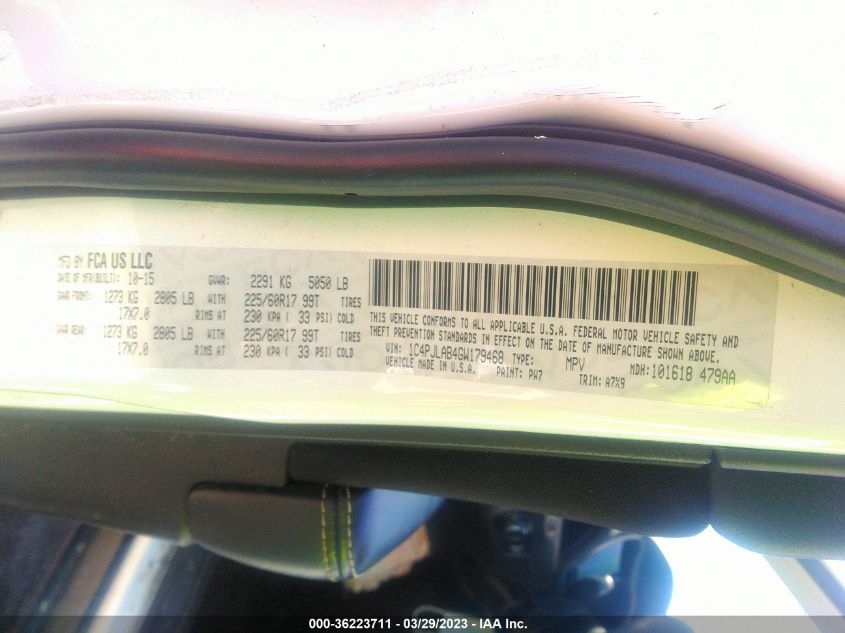 MFD BY FCA US LLC
DATE OF MFR(BUILT): 10-15 GVWR: 2291 KG 5050 LB
GAWR FRONT: 1273 KG 2805 LB WITH 225/60R17 99T TIRES
17X7.0 RIMS AT 230 KPA ( 33 PSI) COLD
GAWR REAR: 1273 KG 2805 LB WITH 225/60R17 99T TIRES
17X7.0 RIMS AT 230 KPA ( 33 PSI) COLD
THIS VEHICLE CONFORMS TO ALL APPLICABLE U.S.A. FEDERAL MOTOR VEHICLE SAFETY AND
THEFT PREVENTION STANDARDS IN EFFECT ON THE DATE OF MANUFACTURE SHOWN ABOVE.
VIN: 1C4PJLAB4GW179468 TYPE: MPV MDH: 101618 479AA
VEHICLE MADE IN U.S.A. PAINT: PW7 TRIM: A7X9
000-36223711 - 03/29/2023 - IAA Inc.